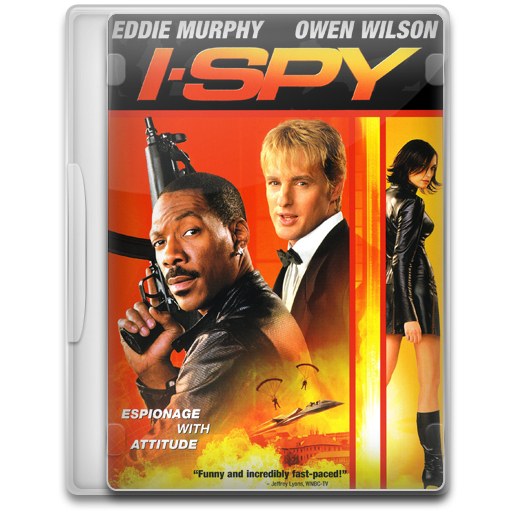 EDDIE MURPHY OWEN WILSON
I-SPY
ESPIONAGE
WITH
ATTITUDE
"Funny and incredibly fast-paced!"
– Jeffrey Lyons, WNBC-TV